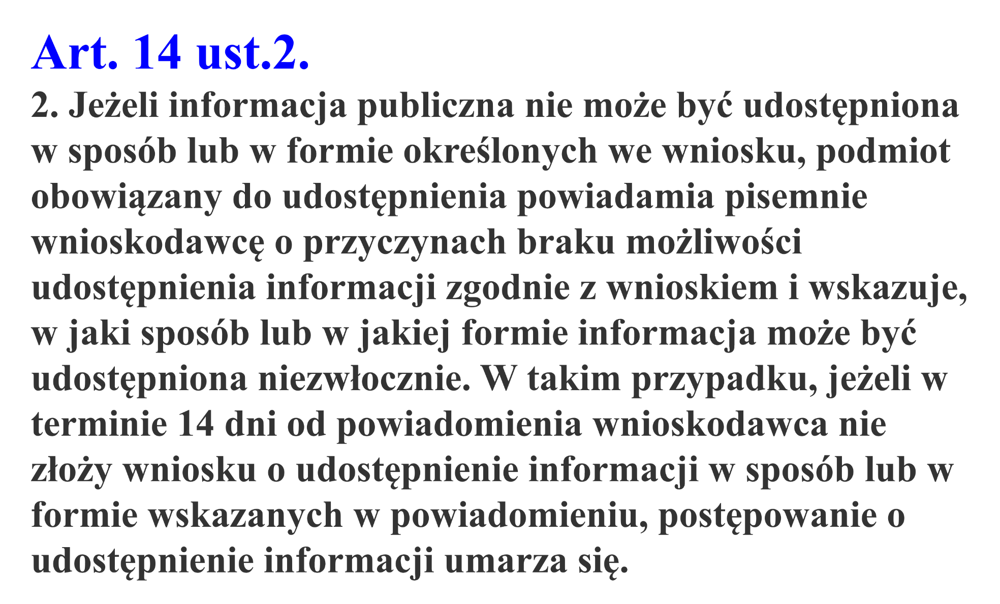 Art. 14 ust.2.
2. Jeżeli informacja publiczna nie może być udostępniona
w sposób lub w formie określonych we wniosku, podmiot
obowiązany do udostępnienia powiadamia pisemnie
wnioskodawcę o przyczynach braku możliwości
udostępnienia informacji zgodnie z wnioskiem i wskazuje,
w jaki sposób lub w jakiej formie informacja może być
udostępniona niezwłocznie. W takim przypadku, jeżeli w
terminie 14 dni od powiadomienia wnioskodawca nie
złoży wniosku o udostępnienie informacji w sposób lub w
formie wskazanych w powiadomieniu, postępowanie o
udostępnienie informacji umarza się.